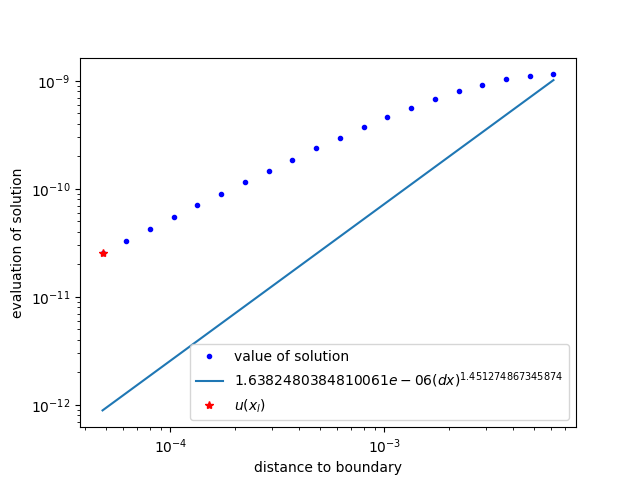 10⁻⁹
10⁻¹⁰
10⁻¹¹
10⁻¹²
evaluation of solution
value of solution
1.6382480384810061e − 06(dx)^1.451274867345874
u(x_l)
10⁻⁴
10⁻³
distance to boundary